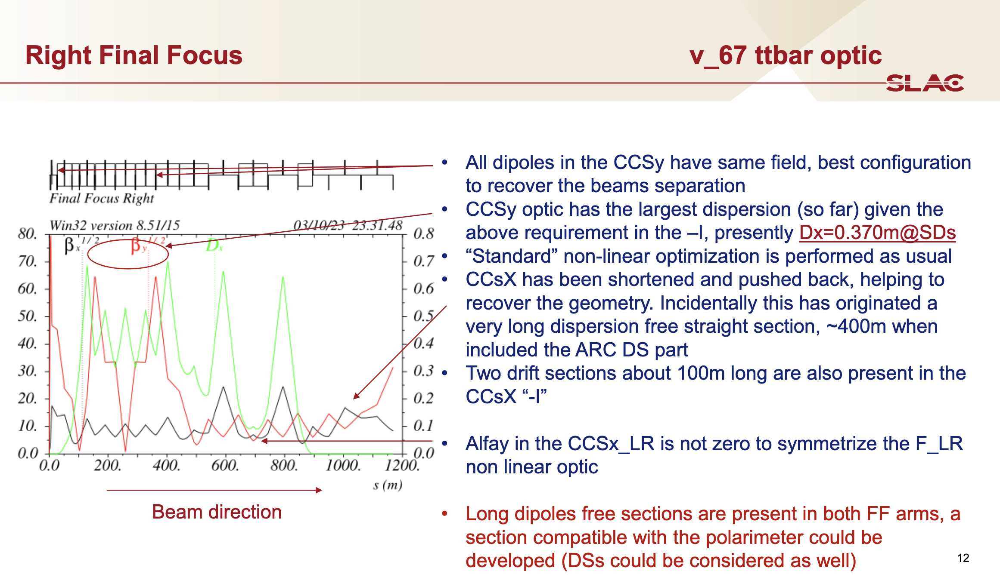 Right Final Focus
v_67 ttbar optic
SLAC
Final Focus Right
Win32 version 8.51/15
03/10/23 23.31.48
βx 1/2
βy 1/2
Dx
80.
70.
60.
50.
40.
30.
20.
10.
0.0
0.8
0.7
0.6
0.5
0.4
0.3
0.2
0.1
0.0
0.0 200. 400. 600. 800. 1000. 1200.
s (m)
Beam direction
• All dipoles in the CCSy have same field, best configuration
to recover the beams separation
• CCSy optic has the largest dispersion (so far) given the
above requirement in the –I, presently Dx=0.370m@SDs
• “Standard” non-linear optimization is performed as usual
• CCsX has been shortened and pushed back, helping to
recover the geometry. Incidentally this has originated a
very long dispersion free straight section, ~400m when
included the ARC DS part
• Two drift sections about 100m long are also present in the
CCsX “-I”
• Alfay in the CCSx_LR is not zero to symmetrize the F_LR
non linear optic
• Long dipoles free sections are present in both FF arms, a
section compatible with the polarimeter could be
developed (DSs could be considered as well)
12